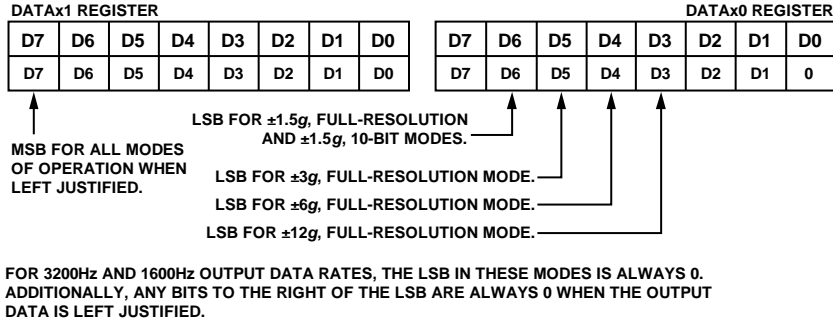 DATAx1 REGISTER DATAx0 REGISTER
D7 D6 D5 D4 D3 D2 D1 D0 D7 D6 D5 D4 D3 D2 D1 D0
D7 D6 D5 D4 D3 D2 D1 D0 D7 D6 D5 D4 D3 D2 D1 0
MSB FOR ALL MODES
OF OPERATION WHEN
LEFT JUSTIFIED.
LSB FOR ±1.5g, FULL-RESOLUTION
AND ±1.5g, 10-BIT MODES.
LSB FOR ±3g, FULL-RESOLUTION MODE.
LSB FOR ±6g, FULL-RESOLUTION MODE.
LSB FOR ±12g, FULL-RESOLUTION MODE.
FOR 3200Hz AND 1600Hz OUTPUT DATA RATES, THE LSB IN THESE MODES IS ALWAYS 0.
ADDITIONALLY, ANY BITS TO THE RIGHT OF THE LSB ARE ALWAYS 0 WHEN THE OUTPUT
DATA IS LEFT JUSTIFIED.